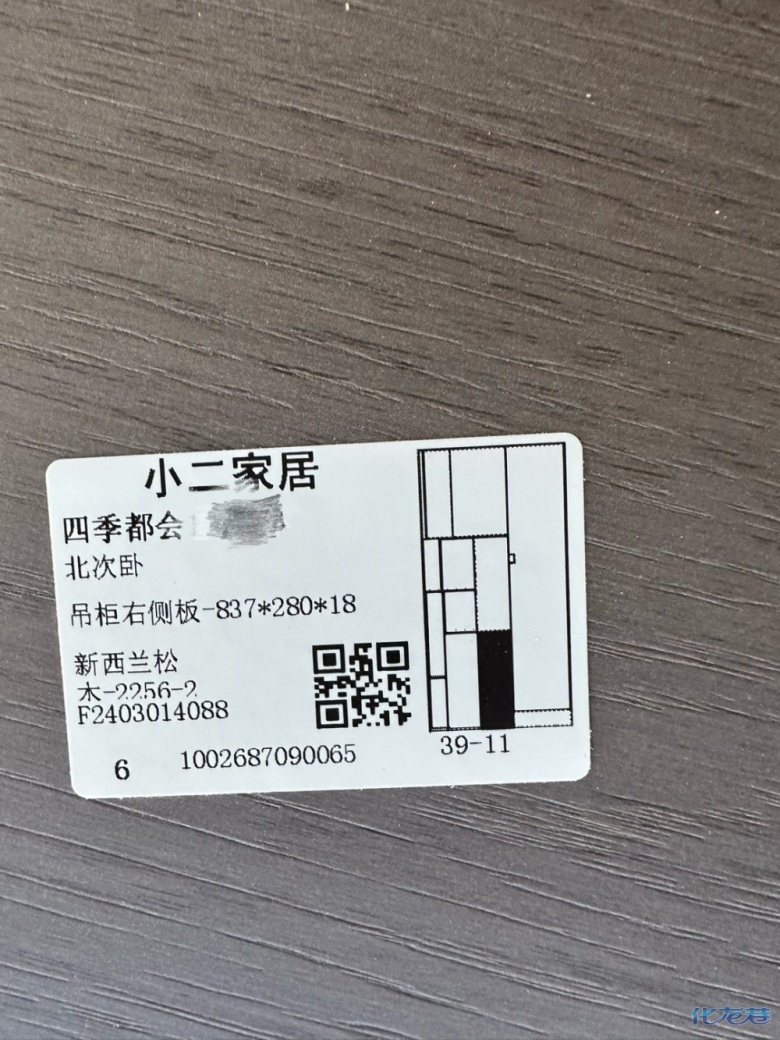 小二家居
四季都会
北次卧
吊柜右侧板-837*280*18
新西兰松
木-2256-2
F2403014088
6 1002687090065
39-11
化龙巷